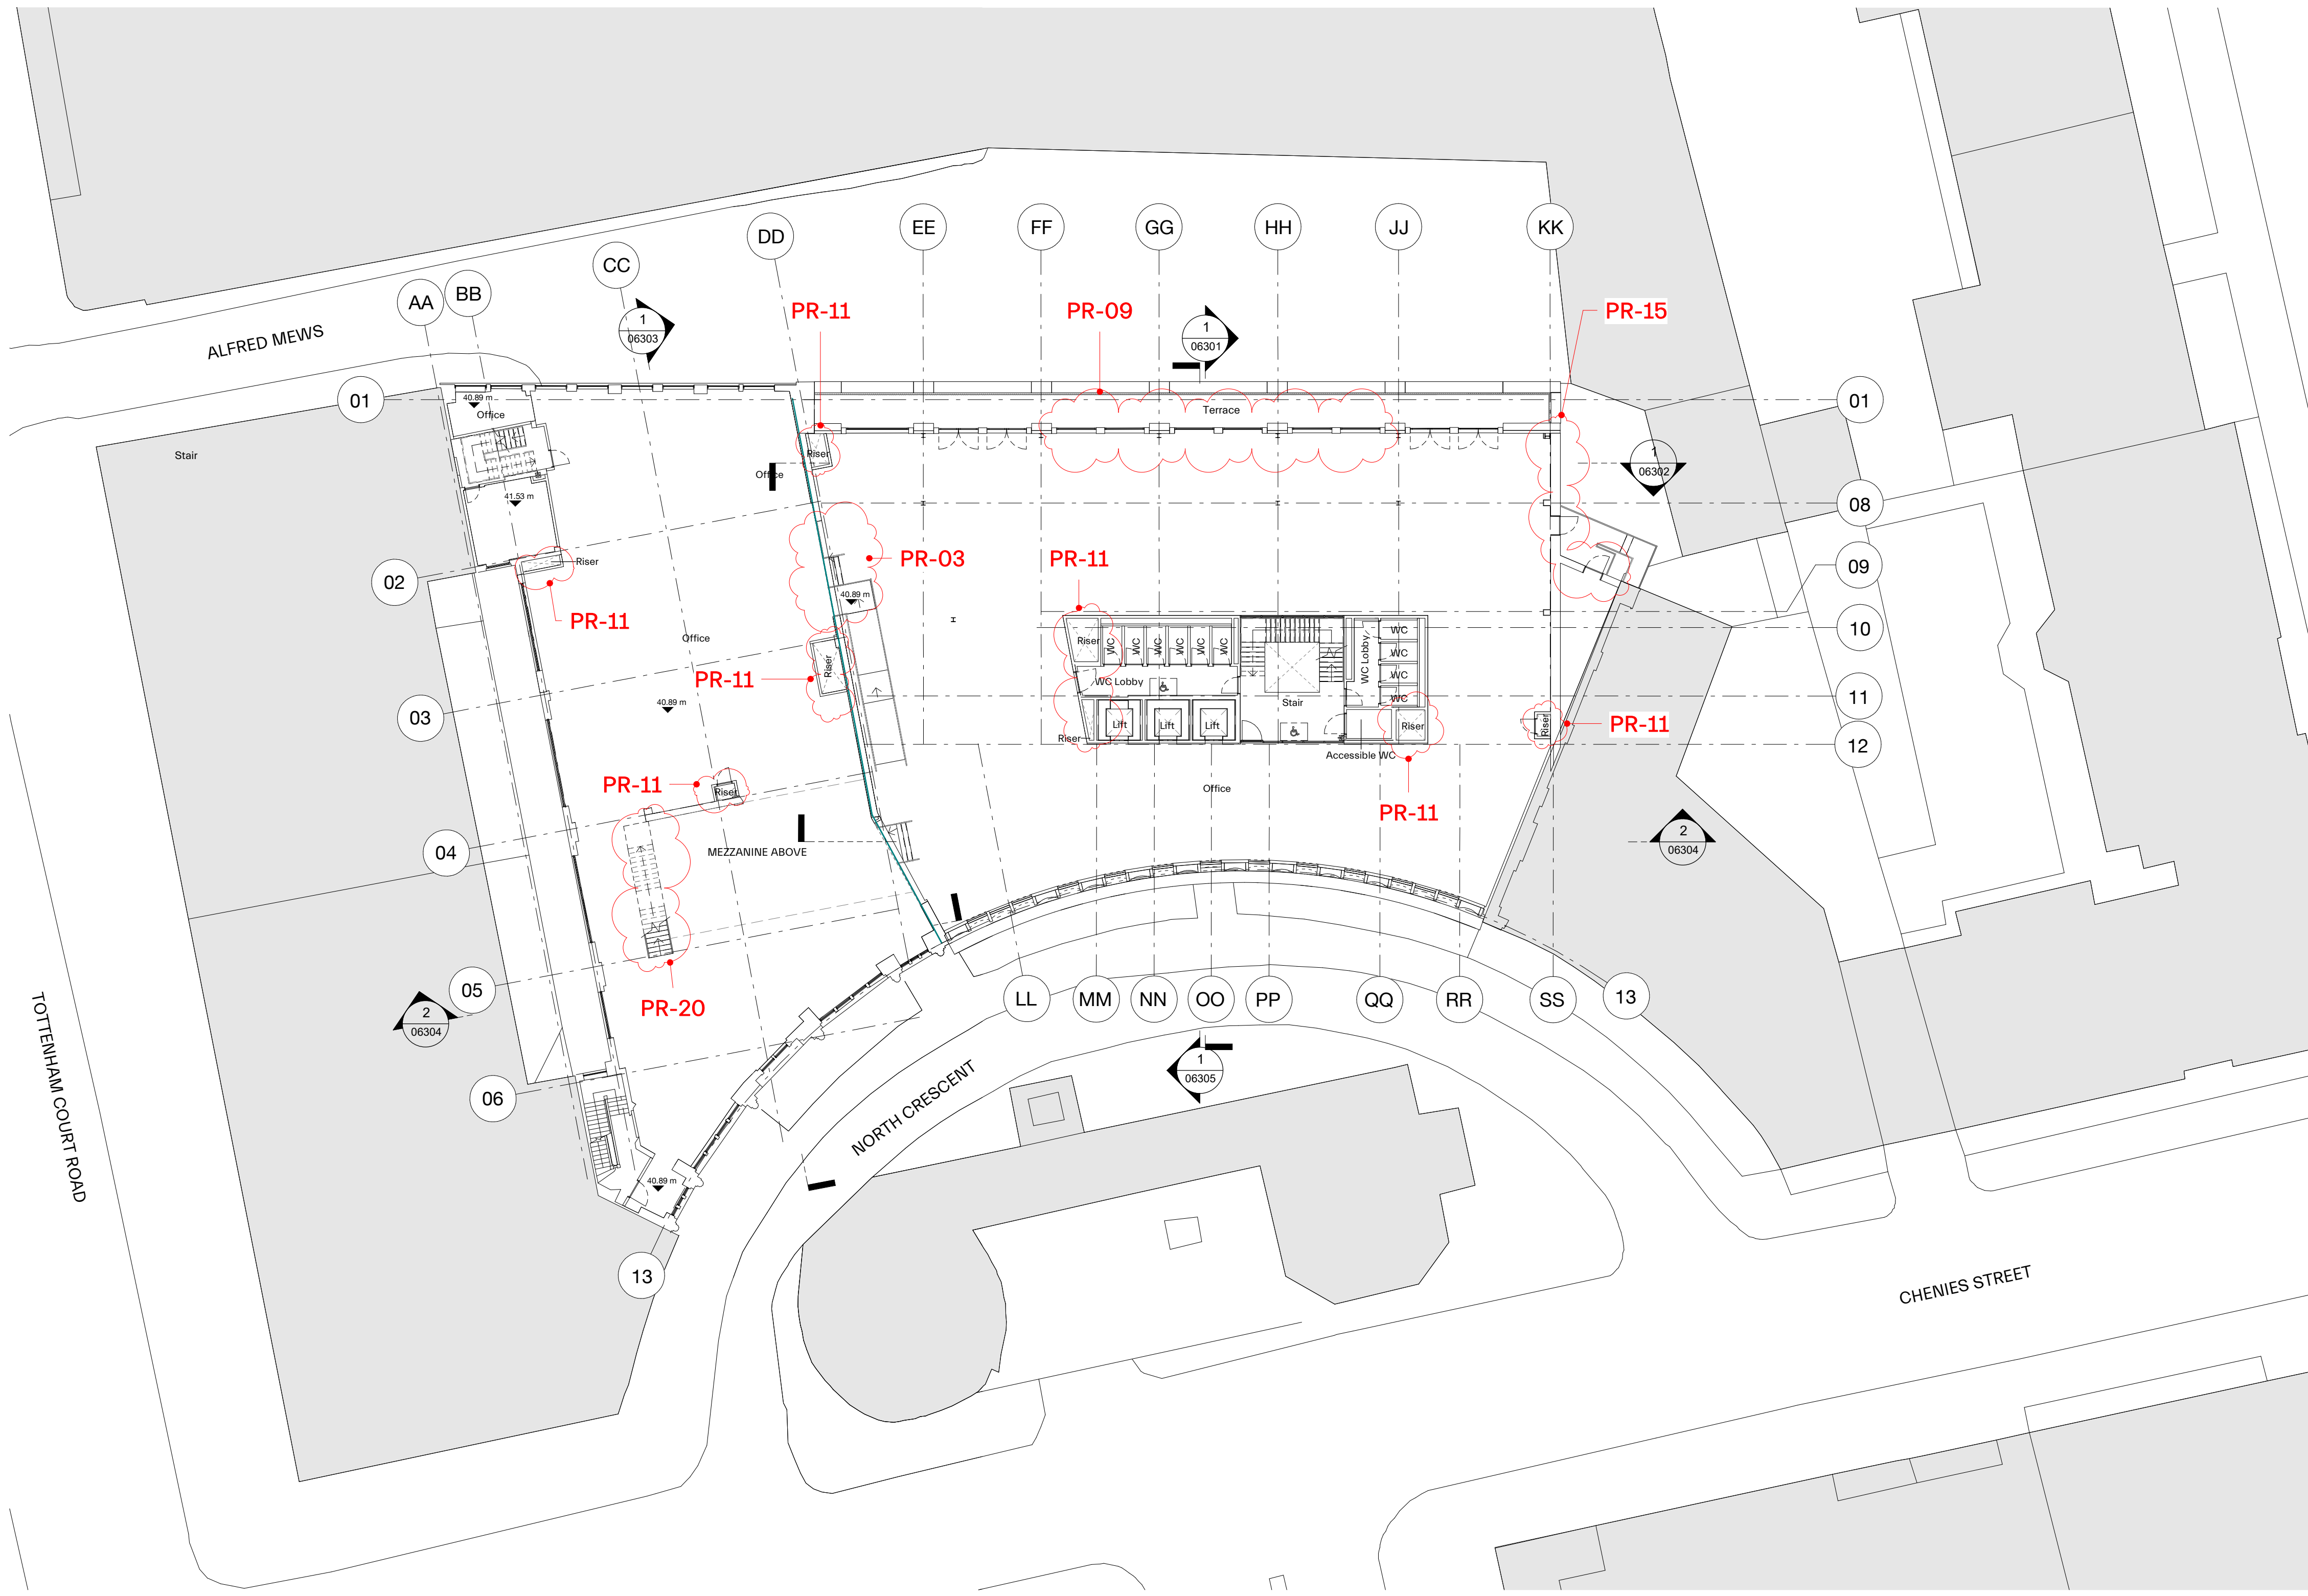 EE
FF
GG
HH
JJ
KK
DD
CC
BB
AA
PR-11
PR-09
PR-15
1
06303
1
06301
ALFRED MEWS
01
40.89 m
Office
Terrace
01
Stair
Riser
Office
1
06302
41.53 m
08
PR-03
PR-11
Riser
09
02
40.89 m
PR-11
10
Office
Riser
WC
WC
WC
WC
WC
WC
WC Lobby
WC
WC
WC
WC
Riser
PR-11
WC Lobby
40.89 m
Stair
11
03
Lift
Lift
Lift
Riser
Riser
PR-11
Riser
12
Accessible WC
PR-11
Riser
Office
PR-11
04
MEZZANINE ABOVE
2
06304
05
PR-20
LL
MM
NN
OO
PP
QQ
RR
SS
13
2
06304
1
06305
06
NORTH CRESCENT
TOTTENHAM COURT ROAD
40.89 m
13
CHENIES STREET